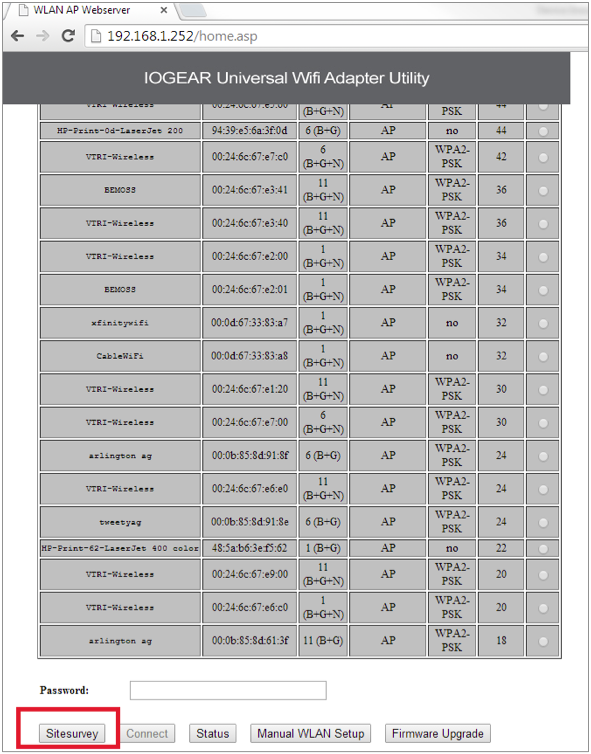 WLAN AP Webserver
192.168.1.252/home.asp
IOGEAR Universal Wifi Adapter Utility
VTRI-Wireless 00:24:6c:67:e5:00 (B+G+N) AP PSK 44
HP-Print-0d-LaserJet 200 94:39:e5:6a:3f:0d 6 (B+G) AP no 44
VTRI-Wireless 00:24:6c:67:e7:c0 6 (B+G+N) AP WPA2-PSK 42
BEMOSS 00:24:6c:67:e3:41 11 (B+G+N) AP WPA2-PSK 36
VTRI-Wireless 00:24:6c:67:e3:40 11 (B+G+N) AP WPA2-PSK 36
VTRI-Wireless 00:24:6c:67:e2:00 1 (B+G+N) AP WPA2-PSK 34
BEMOSS 00:24:6c:67:e2:01 1 (B+G+N) AP WPA2-PSK 34
xfinitywifi 00:0d:67:33:83:a7 1 (B+G+N) AP no 32
CableWiFi 00:0d:67:33:83:a8 1 (B+G+N) AP no 32
VTRI-Wireless 00:24:6c:67:e1:20 11 (B+G+N) AP WPA2-PSK 30
VTRI-Wireless 00:24:6c:67:e7:00 6 (B+G+N) AP WPA2-PSK 30
arlington ag 00:0b:85:8d:91:8f 6 (B+G) AP WPA2-PSK 24
VTRI-Wireless 00:24:6c:67:e6:e0 11 (B+G+N) AP WPA2-PSK 24
tweetyag 00:0b:85:8d:91:8e 6 (B+G) AP WPA2-PSK 24
HP-Print-62-LaserJet 400 color 48:5a:b6:3e:f5:62 1 (B+G) AP no 22
VTRI-Wireless 00:24:6c:67:e9:00 11 (B+G+N) AP WPA2-PSK 20
VTRI-Wireless 00:24:6c:67:e6:c0 1 (B+G+N) AP WPA2-PSK 20
arlington ag 00:0b:85:8d:61:3f 11 (B+G) AP WPA2-PSK 18
Password:
Sitesurvey Connect Status Manual WLAN Setup Firmware Upgrade